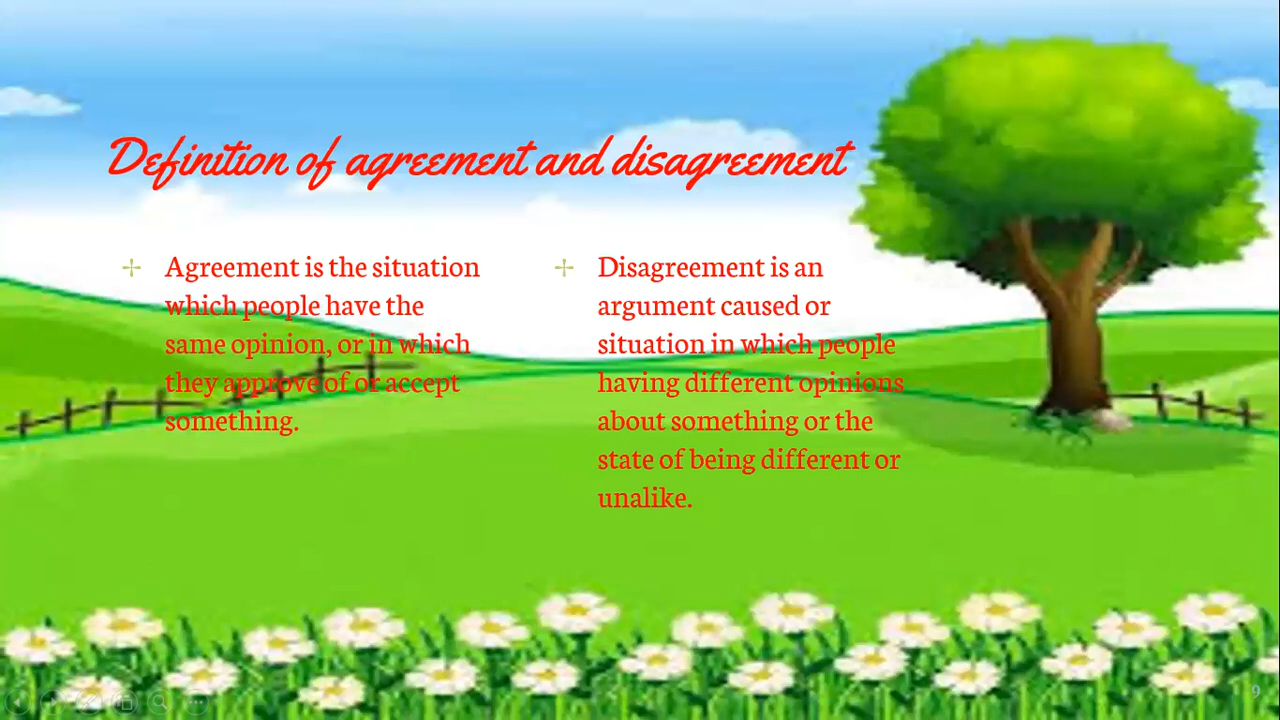 Definition of agreement and disagreement
Agreement is the situation
which people have the
same opinion, or in which
they approve of or accept
something.
Disagreement is an
argument caused or
situation in which people
having different opinions
about something or the
state of being different or
unalike.
9